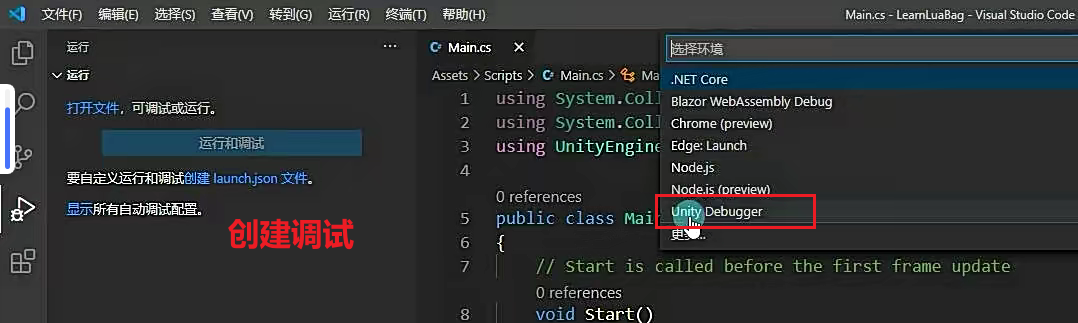 文件(F) 编辑(E) 选择(S) 查看(V) 转到(G) 运行(R) 终端(T) 帮助(H) Main.cs - LearnLuaBag - Visual Studio Code
运行 ...
运行
打开文件，可调试或运行。
运行和调试
要自定义运行和调试创建 launch.json 文件。
显示所有自动调试配置。
创建调试
Main.cs
Assets > Scripts > Main.cs >
1 using System.Coll
2 using System.Coll
3 using UnityEngine
4
0 references
5 public class Mai
6 {
7 // Start is called before the first frame update
0 references
8 void Start()
选择环境
.NET Core
Blazor WebAssembly Debug
Chrome (preview)
Edge: Launch
Node.js
Node.js (preview)
Unity Debugger